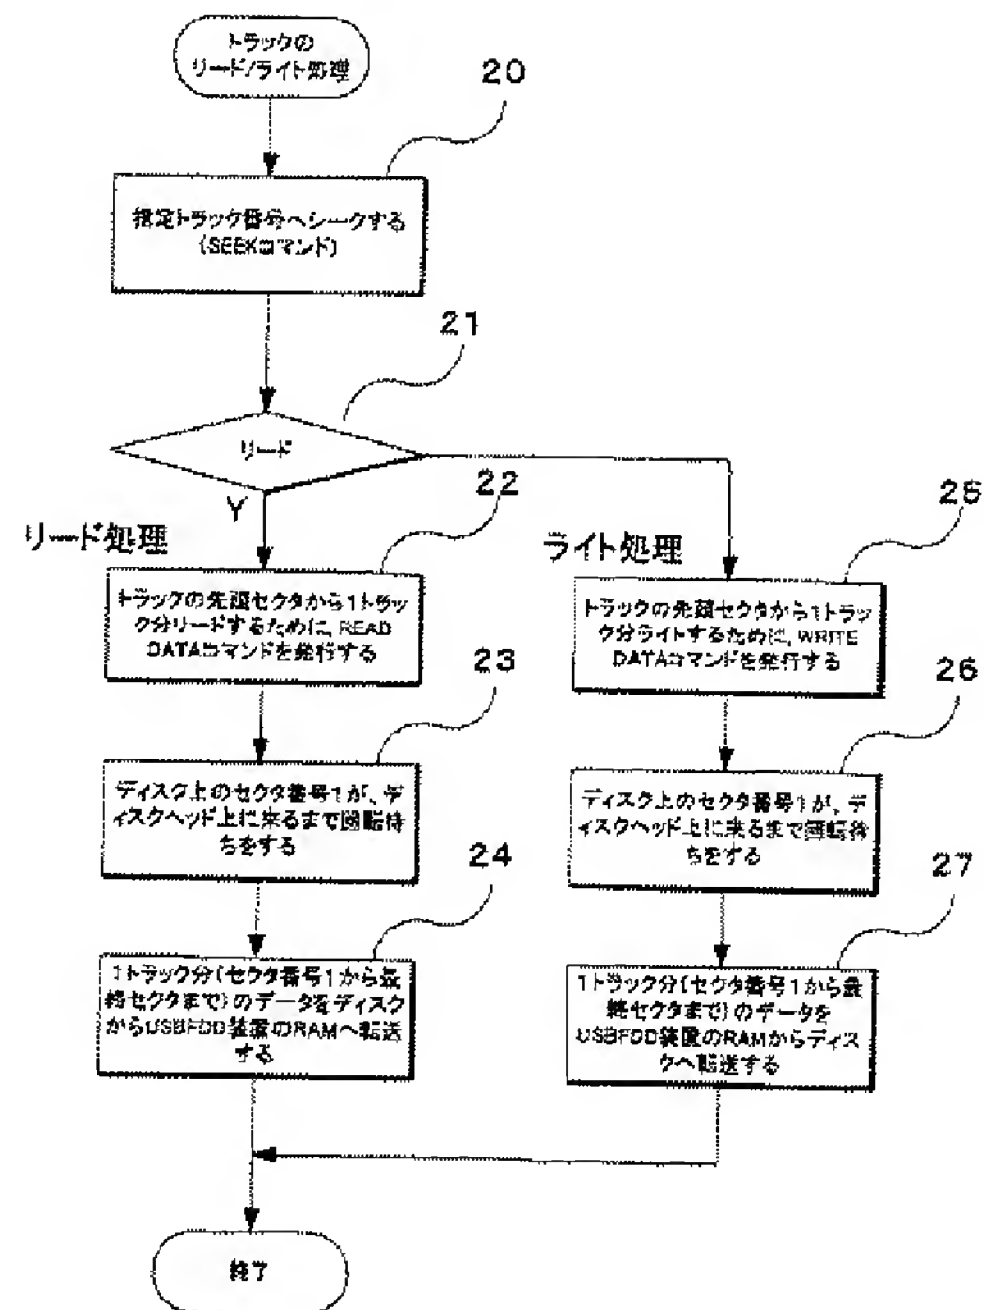 トラックの
リード/ライト処理
20
指定トラック番号へシークする
(SEEKコマンド)
21
リード
Y
リード処理
22
トラックの先頭セクタから1トラッ
ク分リードするために, READ
DATAコマンドを発行する
23
ディスク上のセクタ番号1が、デ
ィスクヘッド上に来るまで回転待
ちをする
24
1トラック分(セクタ番号1から最
終セクタまで)のデータをディスク
からUSBFDD装置のRAMへ転送
する
ライト処理
25
トラックの先頭セクタから1トラッ
ク分ライトするために, WRITE
DATAコマンドを発行する
26
ディスク上のセクタ番号1が、デ
ィスクヘッド上に来るまで回転待
ちをする
27
1トラック分(セクタ番号1から最
終セクタまで)のデータを
USBFDD装置のRAMからディス
クへ転送する
終了